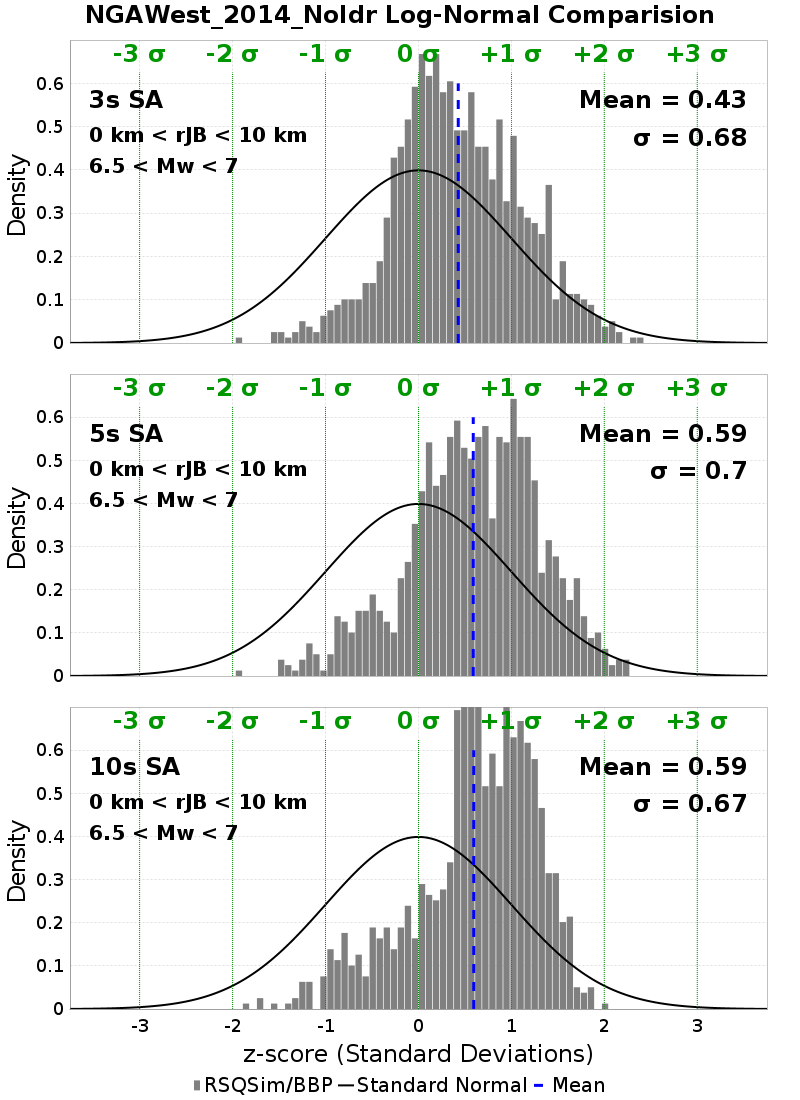 NGAWest_2014_NoIdr Log-Normal Comparision
-3 σ -2 σ -1 σ 0 σ +1 σ +2 σ +3 σ
3s SA
Mean = 0.43
0 km < rJB < 10 km
σ = 0.68
6.5 < Mw < 7
Density
0.6
0.5
0.4
0.3
0.2
0.1
0
-3 σ -2 σ -1 σ 0 σ +1 σ +2 σ +3 σ
5s SA
Mean = 0.59
0 km < rJB < 10 km
σ = 0.7
6.5 < Mw < 7
Density
0.6
0.5
0.4
0.3
0.2
0.1
0
-3 σ -2 σ -1 σ 0 σ +1 σ +2 σ +3 σ
10s SA
Mean = 0.59
0 km < rJB < 10 km
σ = 0.67
6.5 < Mw < 7
Density
0.6
0.5
0.4
0.3
0.2
0.1
0
-3 -2 -1 0 1 2 3
z-score (Standard Deviations)
RSQSim/BBP Standard Normal Mean